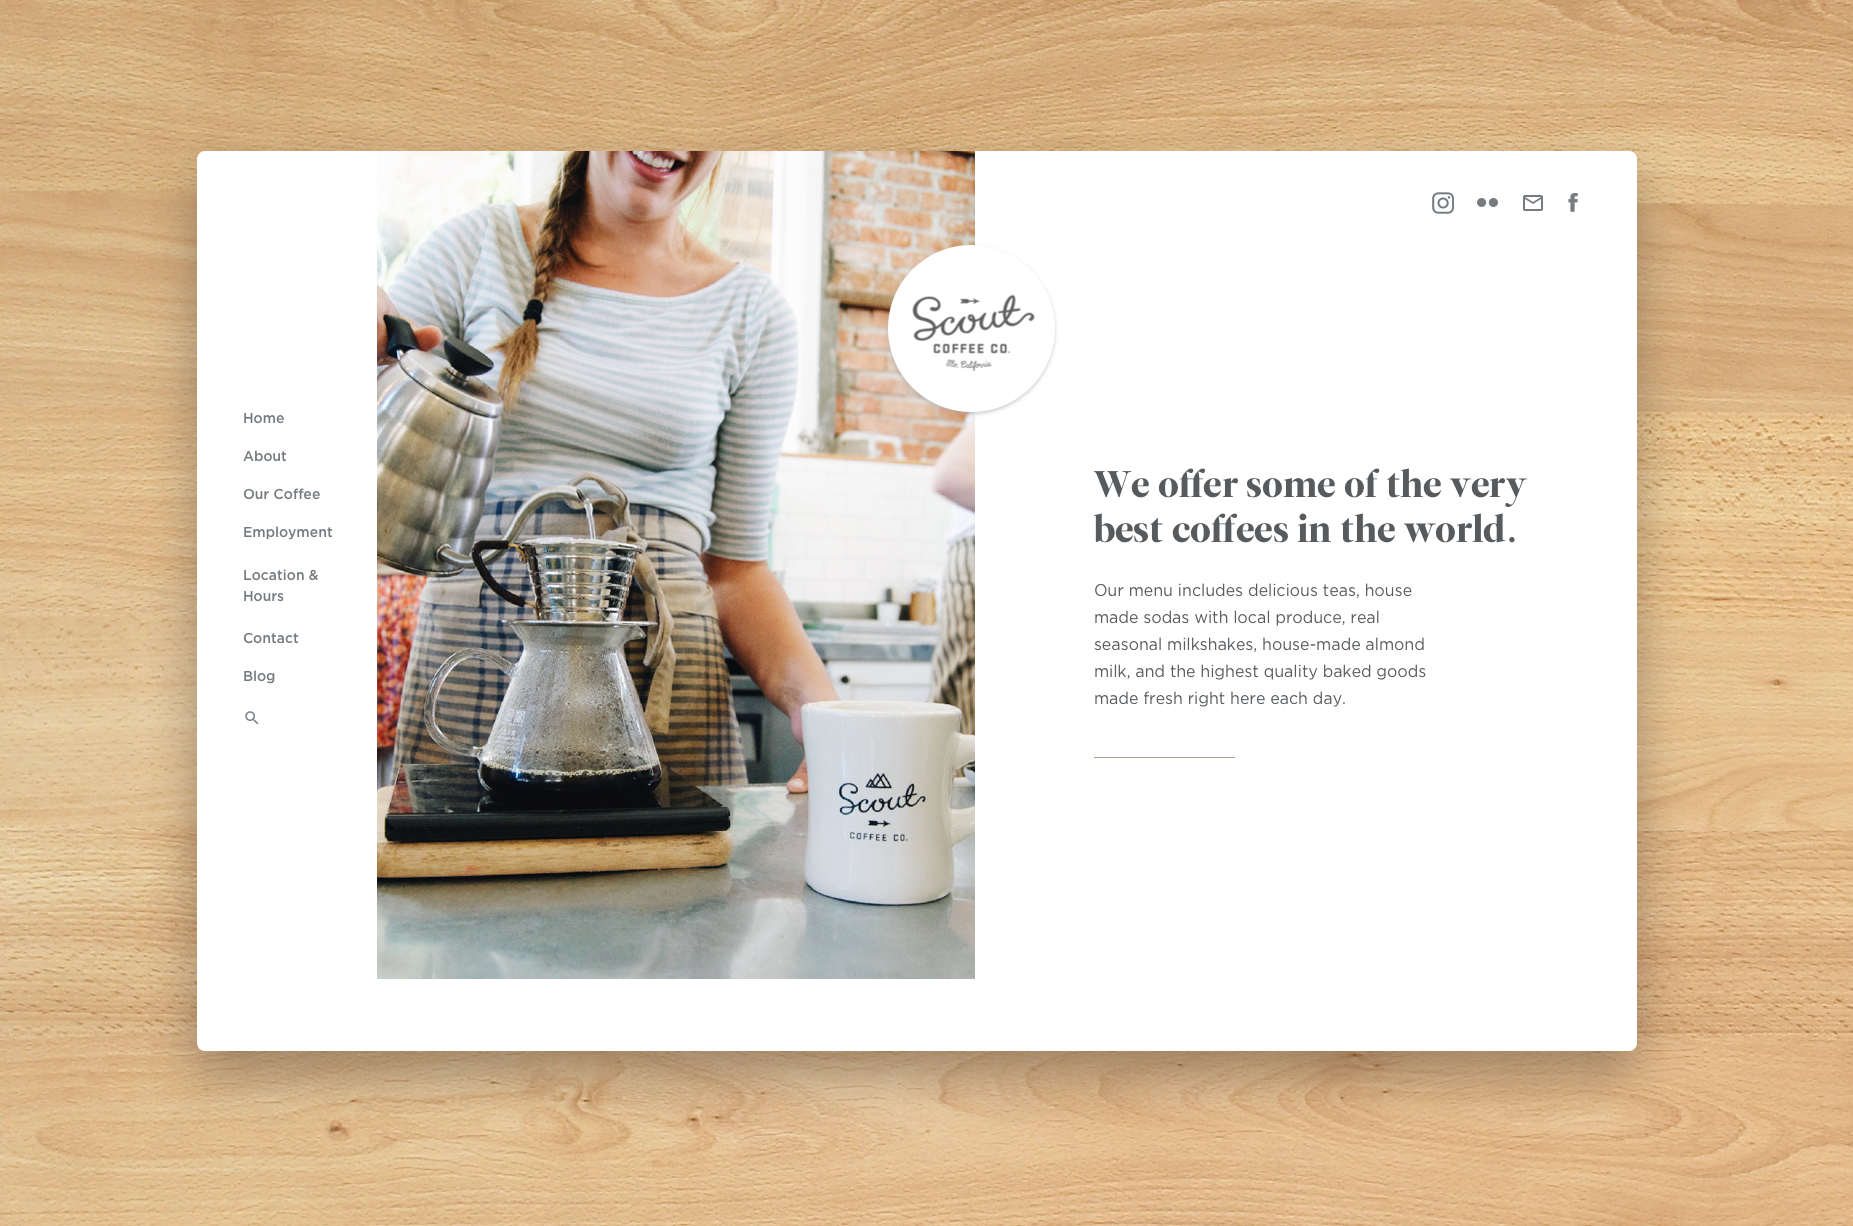 Scout
COFFEE CO.
Home
About
Our Coffee
Employment
Location &
Hours
Contact
Blog
We offer some of the very
best coffees in the world.
Our menu includes delicious teas, house
made sodas with local produce, real
seasonal milkshakes, house-made almond
milk, and the highest quality baked goods
made fresh right here each day.
Scout
COFFEE CO.